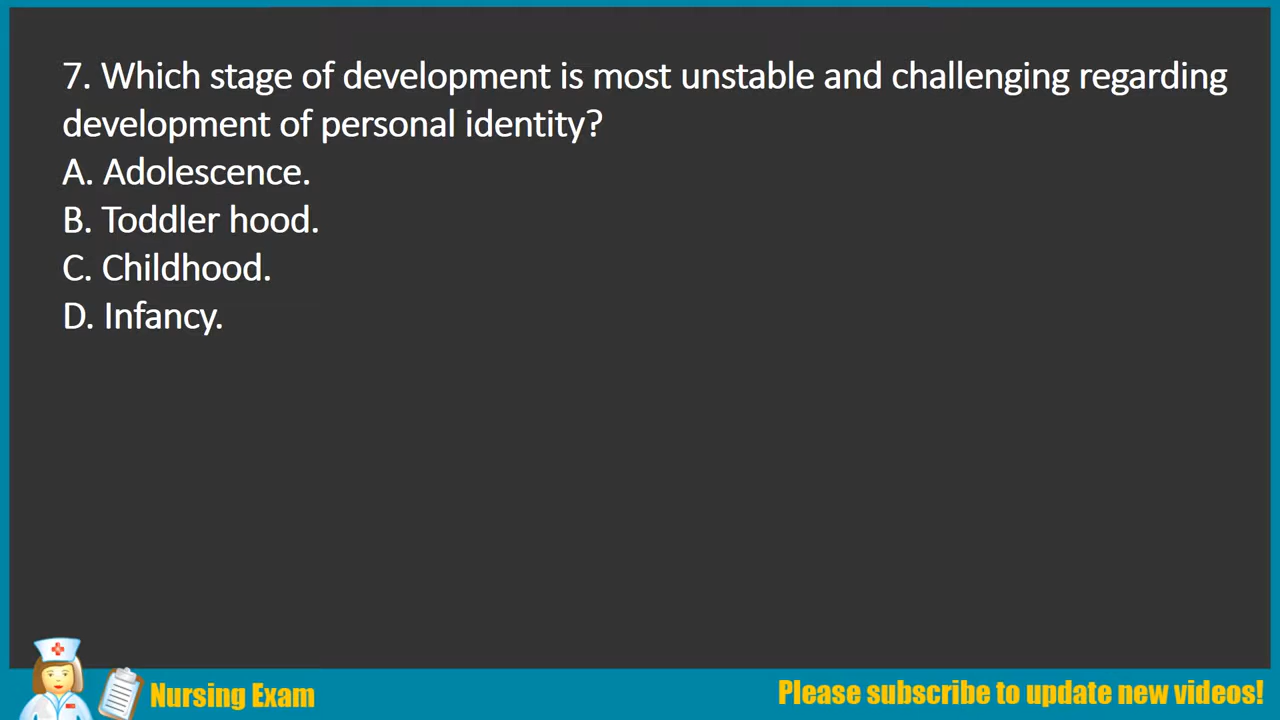 7. Which stage of development is most unstable and challenging regarding
development of personal identity?
A. Adolescence.
B. Toddler hood.
C. Childhood.
D. Infancy.
Nursing Exam
Please subscribe to update new videos!